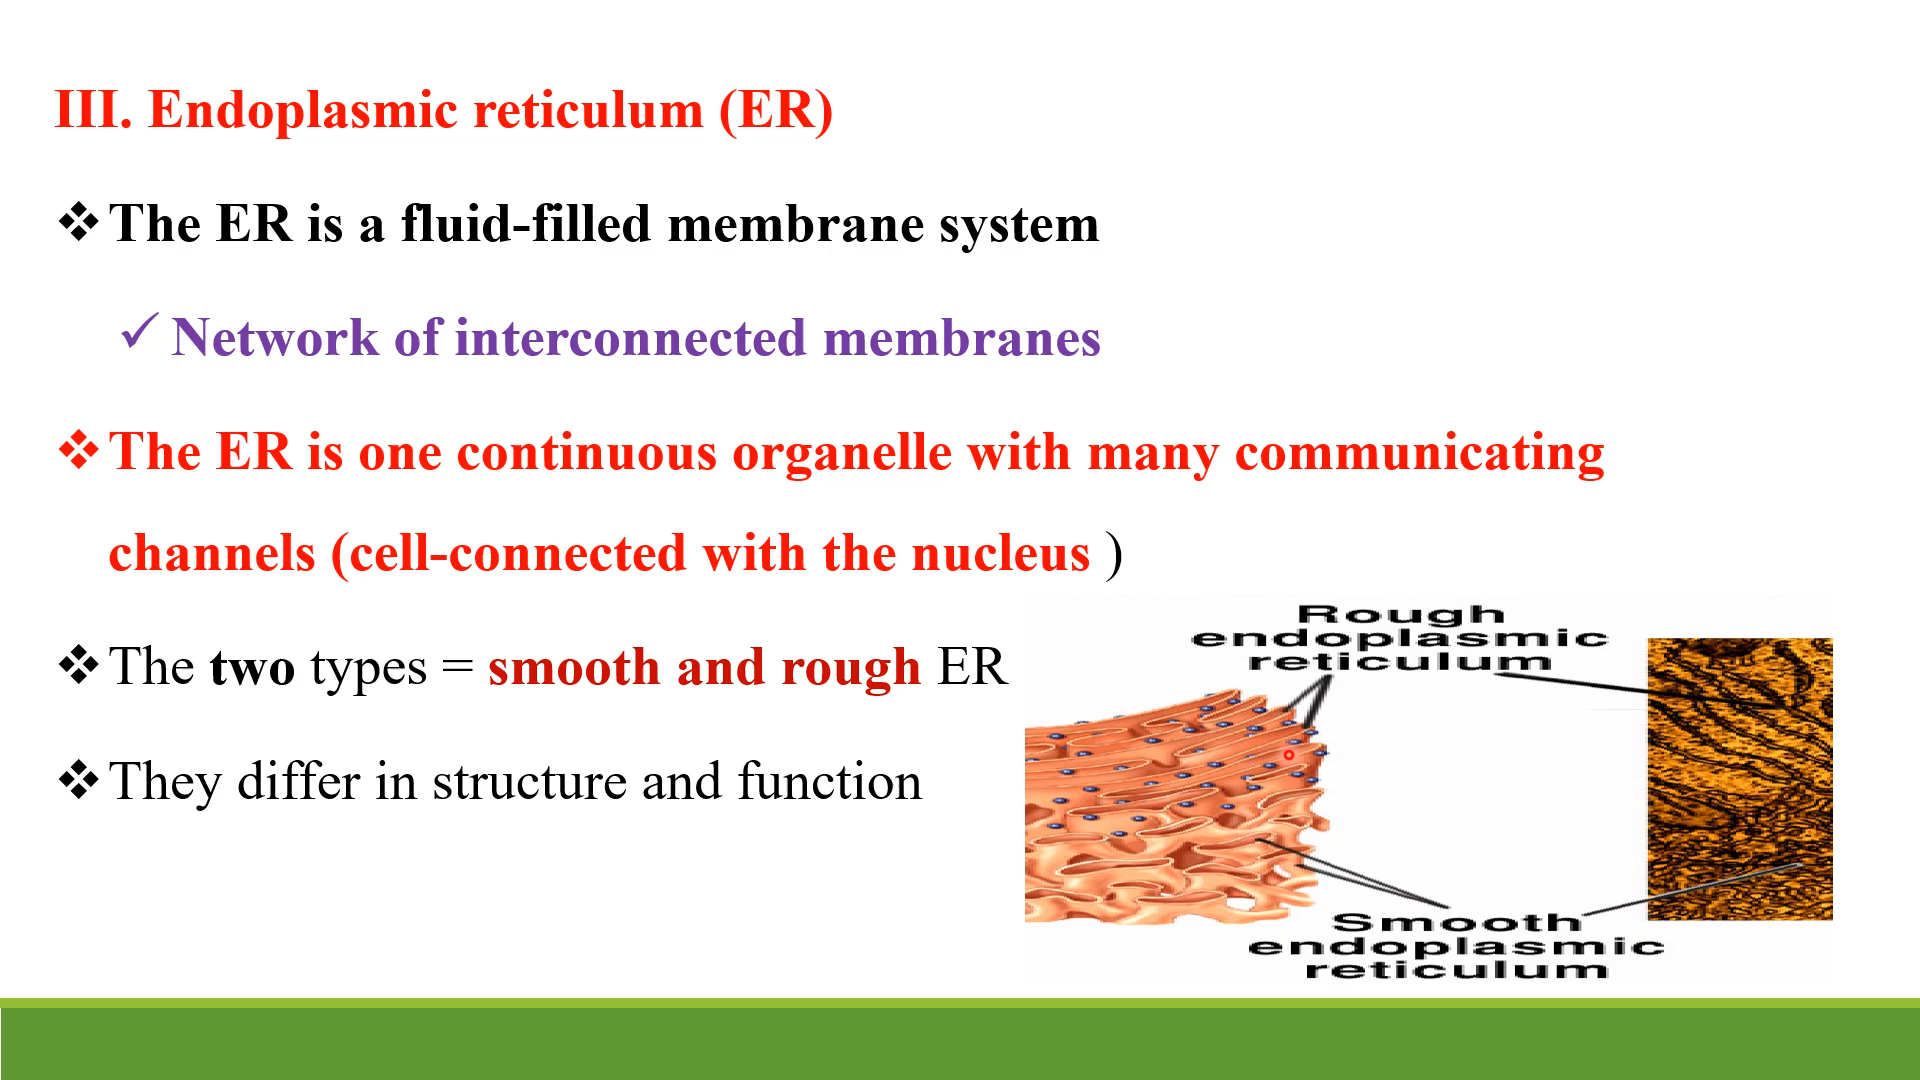 III. Endoplasmic reticulum (ER)
❖The ER is a fluid-filled membrane system
✓ Network of interconnected membranes
❖The ER is one continuous organelle with many communicating
channels (cell-connected with the nucleus )
❖The two types = smooth and rough ER
❖They differ in structure and function
Rough
endoplasmic
reticulum
Smooth
endoplasmic
reticulum